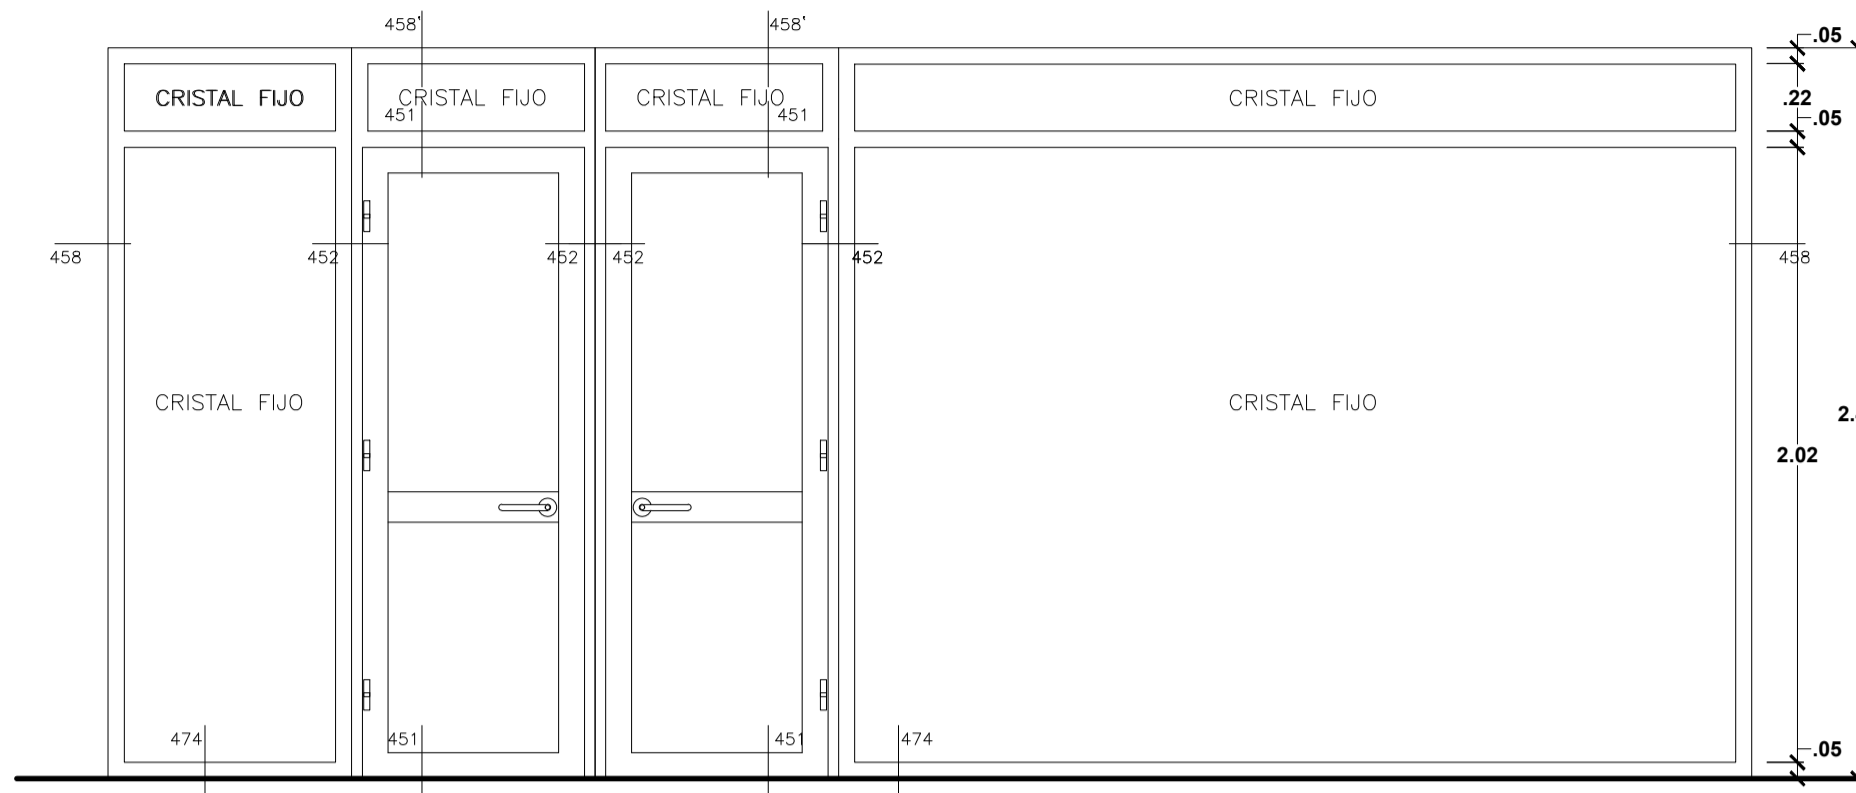 458' 458'
.05
CRISTAL FIJO CRISTAL FIJO CRISTAL FIJO CRISTAL FIJO .22
451 451 .05
458 452 452 452 452 458
CRISTAL FIJO CRISTAL FIJO
2.02
474 451 451 474
.05